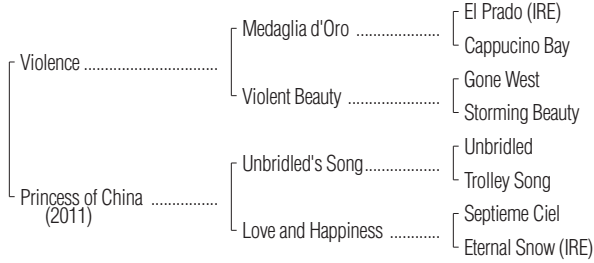 El Prado (IRE)
Medaglia d'Oro ...................
Cappucino Bay
Violence ..............................
Gone West
Violent Beauty .....................
Storming Beauty
Unbridled
Unbridled's Song.................
Trolley Song
Princess of China ...............
(2011)
Septieme Ciel
Love and Happiness ...........
Eternal Snow (IRE)